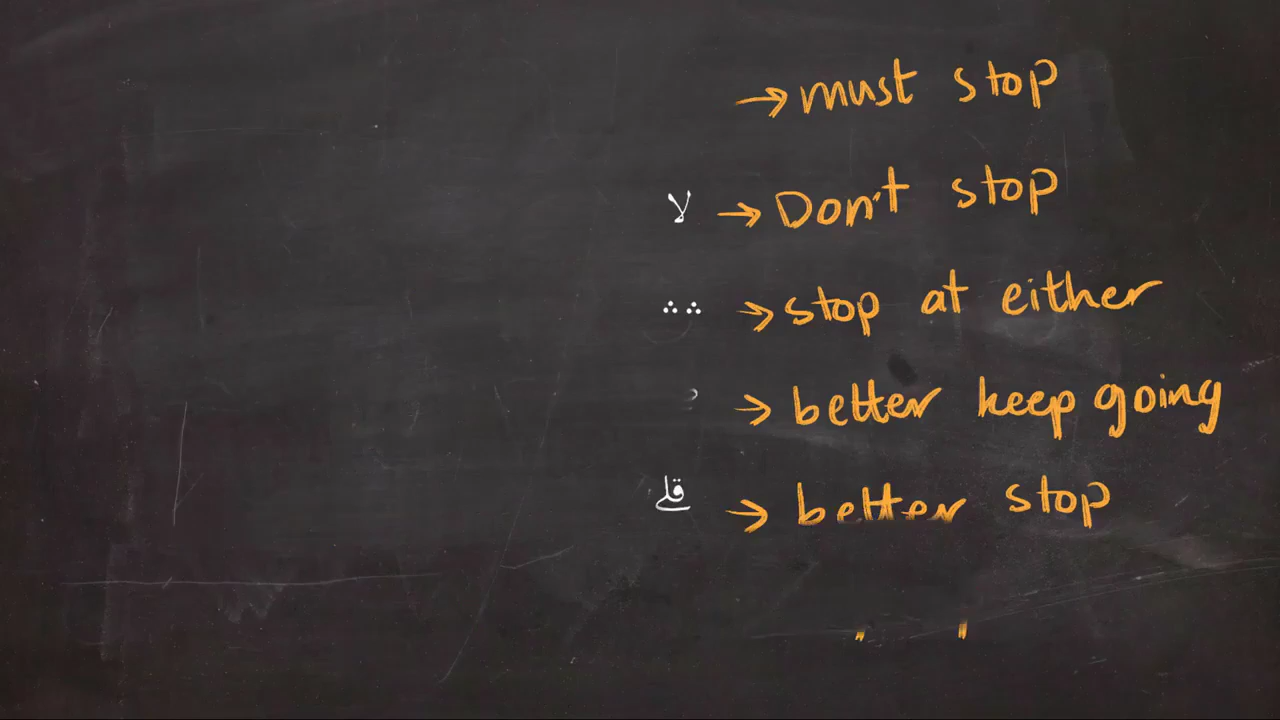 → must stop
لا → Don't stop
∴ ∴ → stop at either
→ better keep going
قلى → better stop